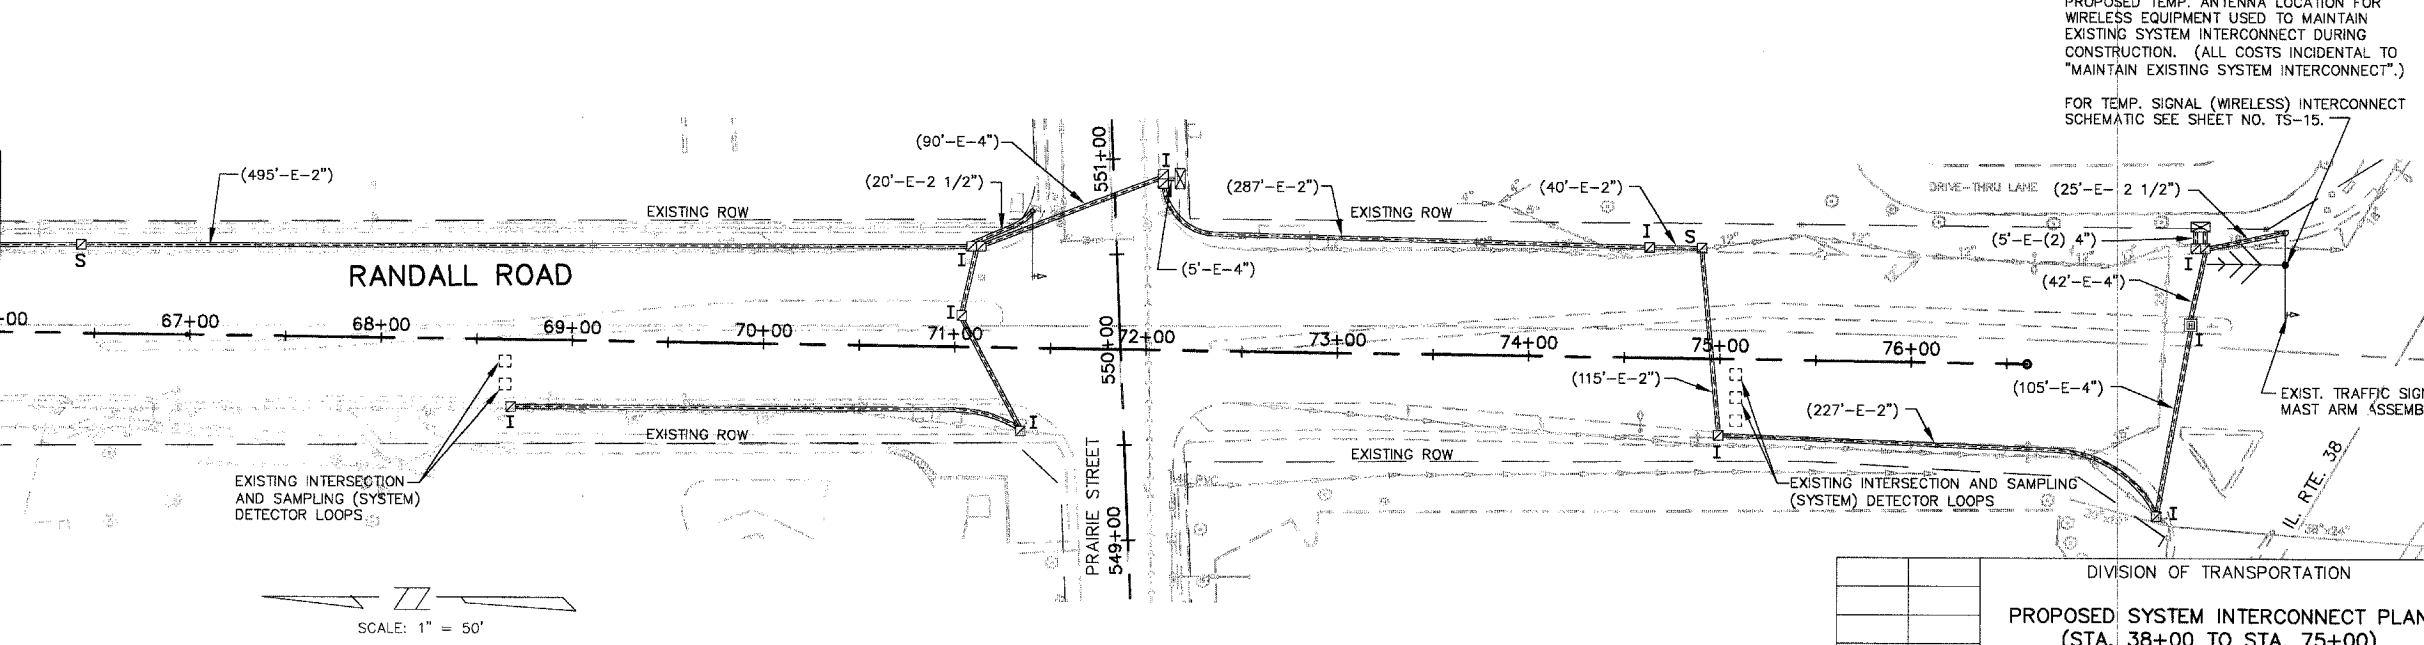 PROPOSED TEMP. ANTENNA LOCATION FOR
WIRELESS EQUIPMENT USED TO MAINTAIN
EXISTING SYSTEM INTERCONNECT DURING
CONSTRUCTION. (ALL COSTS INCIDENTAL TO
"MAINTAIN EXISTING SYSTEM INTERCONNECT".)
FOR TEMP. SIGNAL (WIRELESS) INTERCONNECT
SCHEMATIC SEE SHEET NO. TS-15.
(90'-E-4")
551+00
I
(495'-E-2")
(20'-E-2 1/2")
(287'-E-2")
(40'-E-2")
DRIVE-THRU LANE
(25'-E- 2 1/2")
EXISTING ROW
EXISTING ROW
S
I
I
S
(5'-E-(2) 4")
I
RANDALL ROAD
(5'-E-4")
(42'-E-4")
I
+00
67+00
68+00
69+00
70+00
71+00
72+00
73+00
74+00
75+00
76+00
I
550+00
(115'-E-2")
(105'-E-4")
(227'-E-2")
EXIST. TRAFFIC SIG
MAST ARM ASSEMB
I
I
EXISTING ROW
EXISTING ROW
I
PRAIRIE STREET
549+00
IL. RTE. 38
EXISTING INTERSECTION
AND SAMPLING (SYSTEM)
DETECTOR LOOPS
EXISTING INTERSECTION AND SAMPLING
(SYSTEM) DETECTOR LOOPS
I
SCALE: 1" = 50'
DIVISION OF TRANSPORTATION
PROPOSED SYSTEM INTERCONNECT PLAN
(STA. 38+00 TO STA. 75+00)